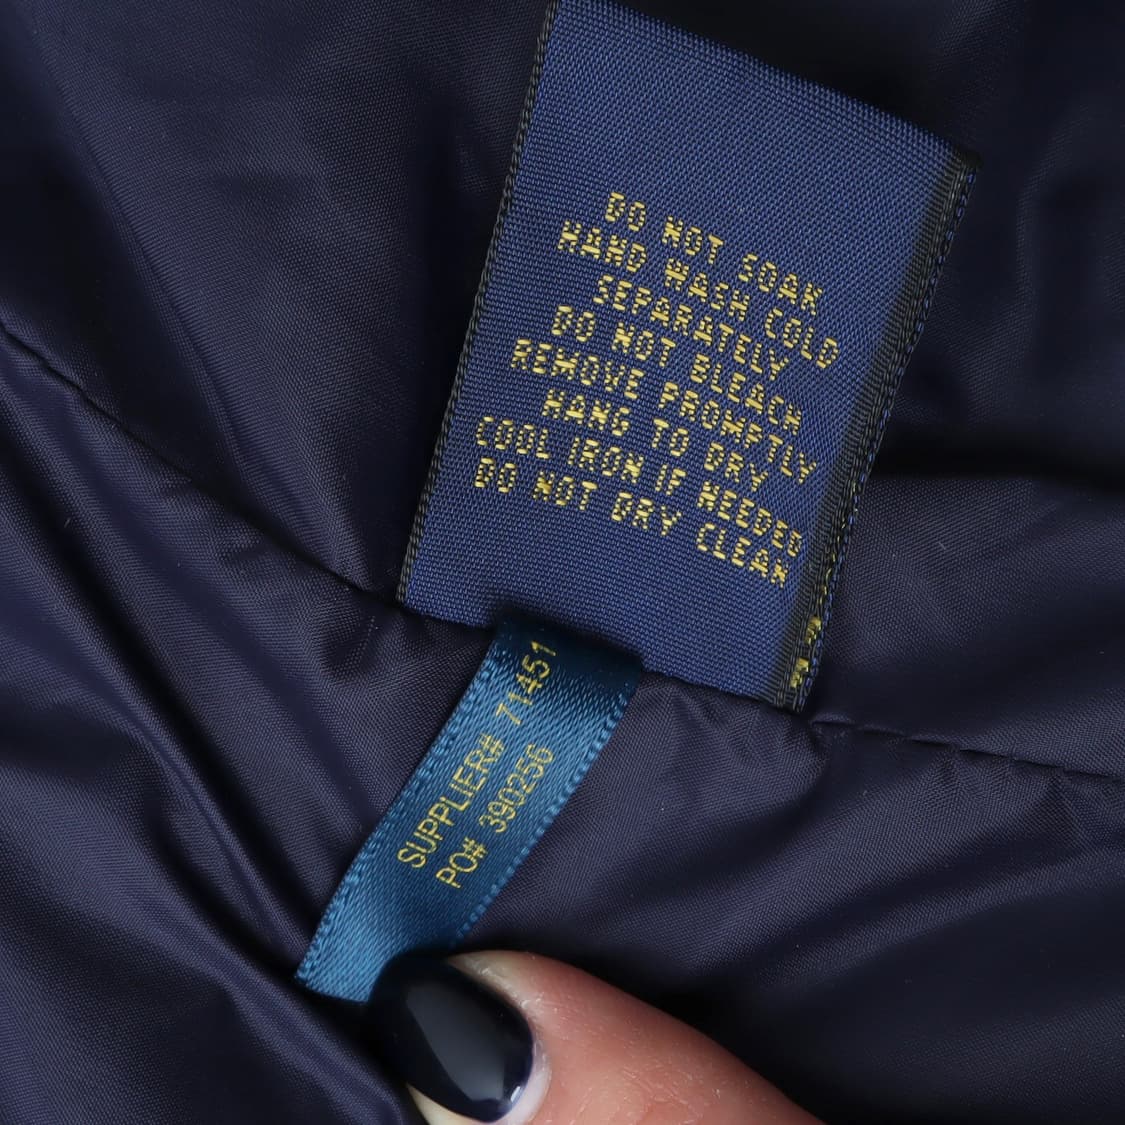 DO NOT SOAK
HAND WASH COLD
SEPARATELY
DO NOT BLEACH
REMOVE PROMPTLY
HANG TO DRY
COOL IRON IF NEEDED
DO NOT DRY CLEAN
SUPPLIER# 71451
PO# 390256